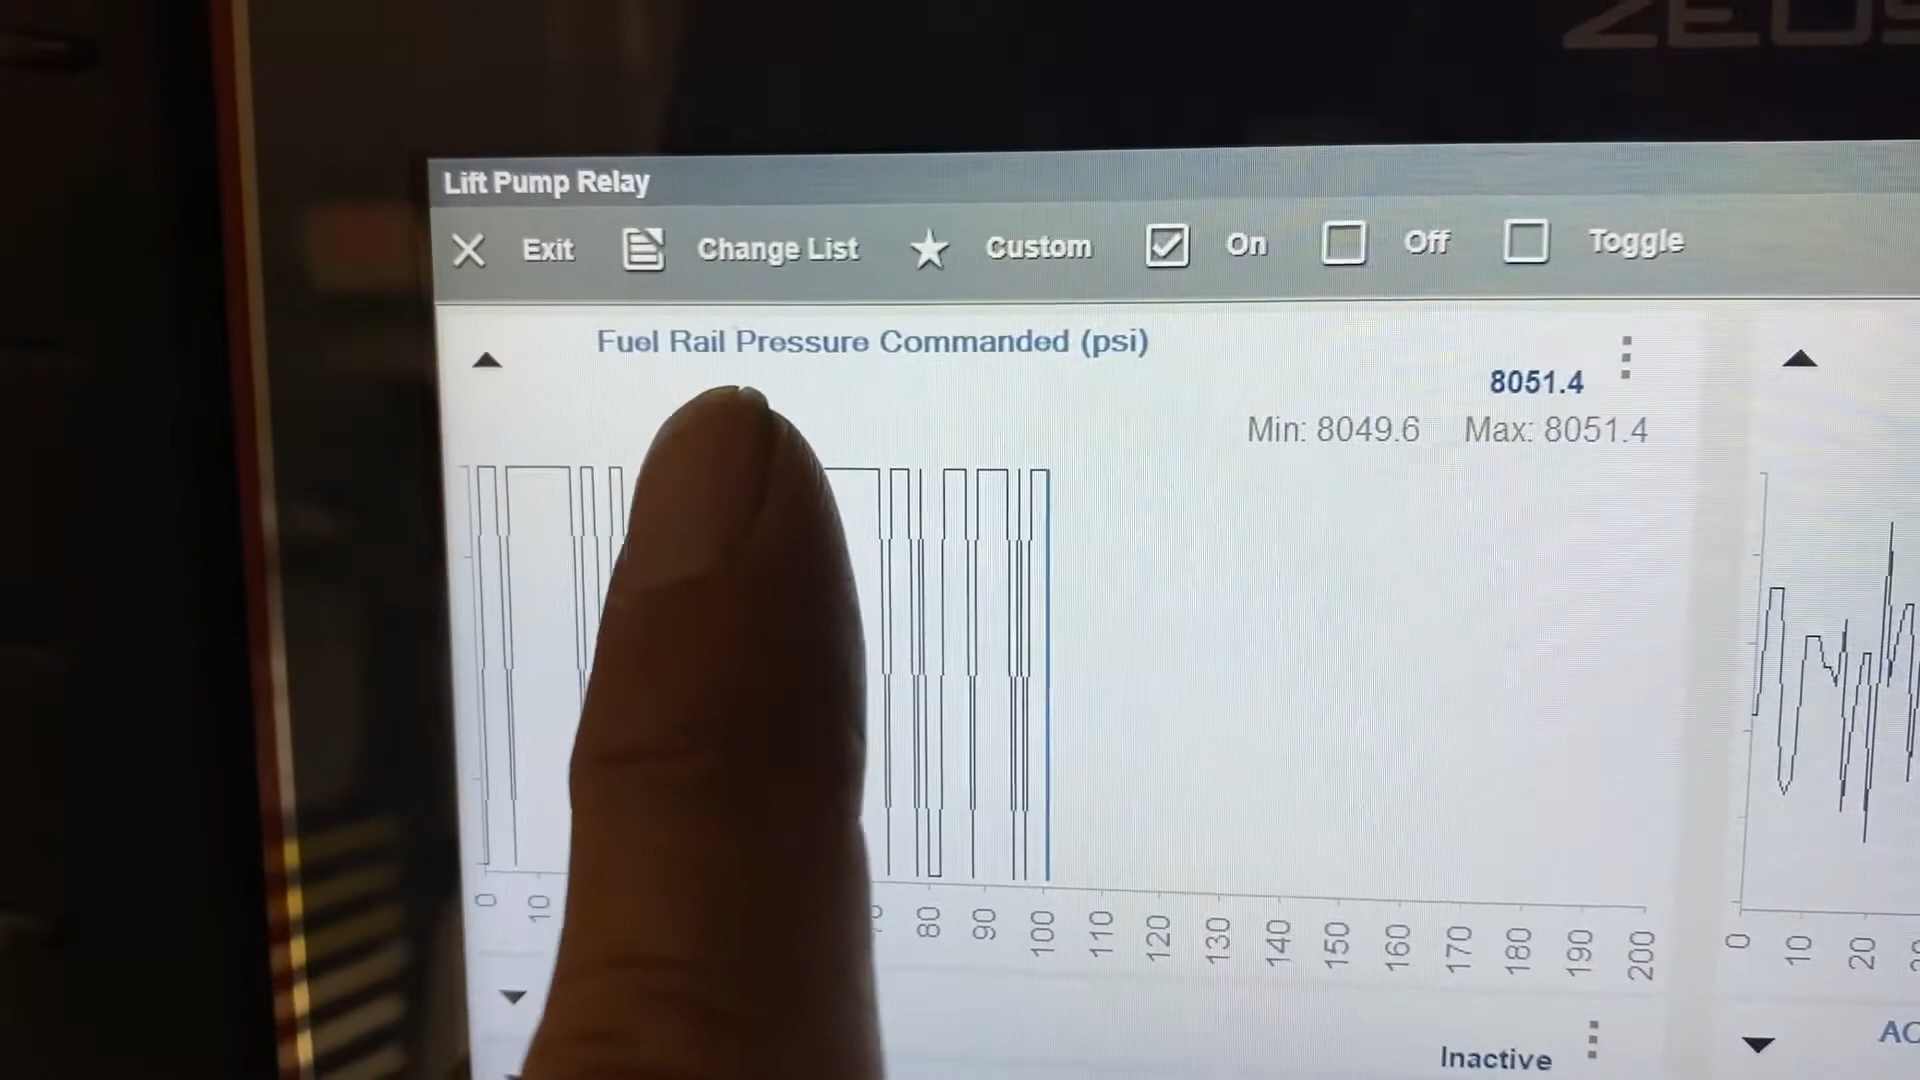 ZEUS
Lift Pump Relay
Exit Change List Custom On Off Toggle
Fuel Rail Pressure Commanded (psi)
8051.4
Min: 8049.6 Max: 8051.4
0 10 80 90 100 110 120 130 140 150 160 170 180 190 200
0 10 20
Inactive